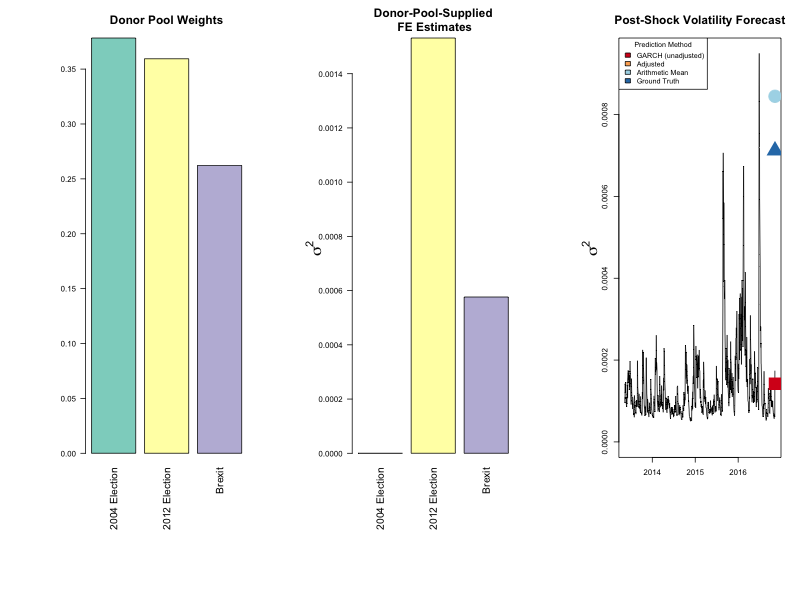 Donor Pool Weights
0.35
0.30
0.25
0.20
0.15
0.10
0.05
0.00
2004 Election
2012 Election
Brexit
Donor-Pool-Supplied
FE Estimates
σ²
0.0014
0.0012
0.0010
0.0008
0.0006
0.0004
0.0002
0.0000
2004 Election
2012 Election
Brexit
Post-Shock Volatility Forecast
Prediction Method
GARCH (unadjusted)
Adjusted
Arithmetic Mean
Ground Truth
σ²
0.0008
0.0006
0.0004
0.0002
0.0000
2014
2015
2016